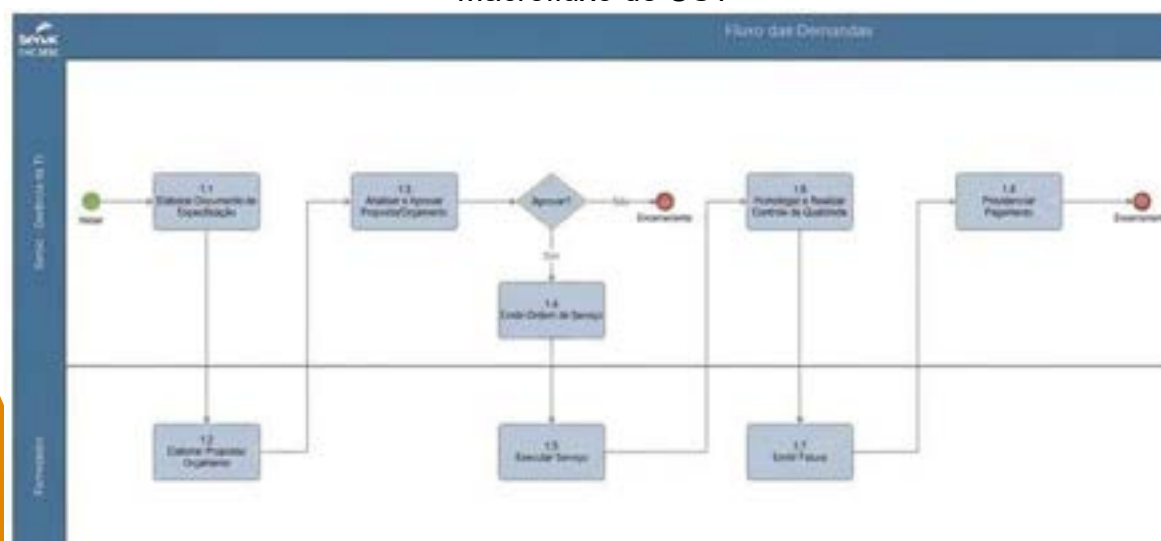 Fluxo das Demandas
Senac
Início
1.1
Elaborar Documento de
Especificação
1.3
Analisar e Aprovar
Proposta/Orçamento
Aprovar?
Não
Encerramento
Sim
1.4
Emitir Ordem de Serviço
1.6
Homologar e Realizar
Controle de Qualidade
1.8
Providenciar
Pagamento
1.2
Elaborar Proposta/
Orçamento
1.5
Executar Serviço
1.7
Emitir Fatura
Fornecedor